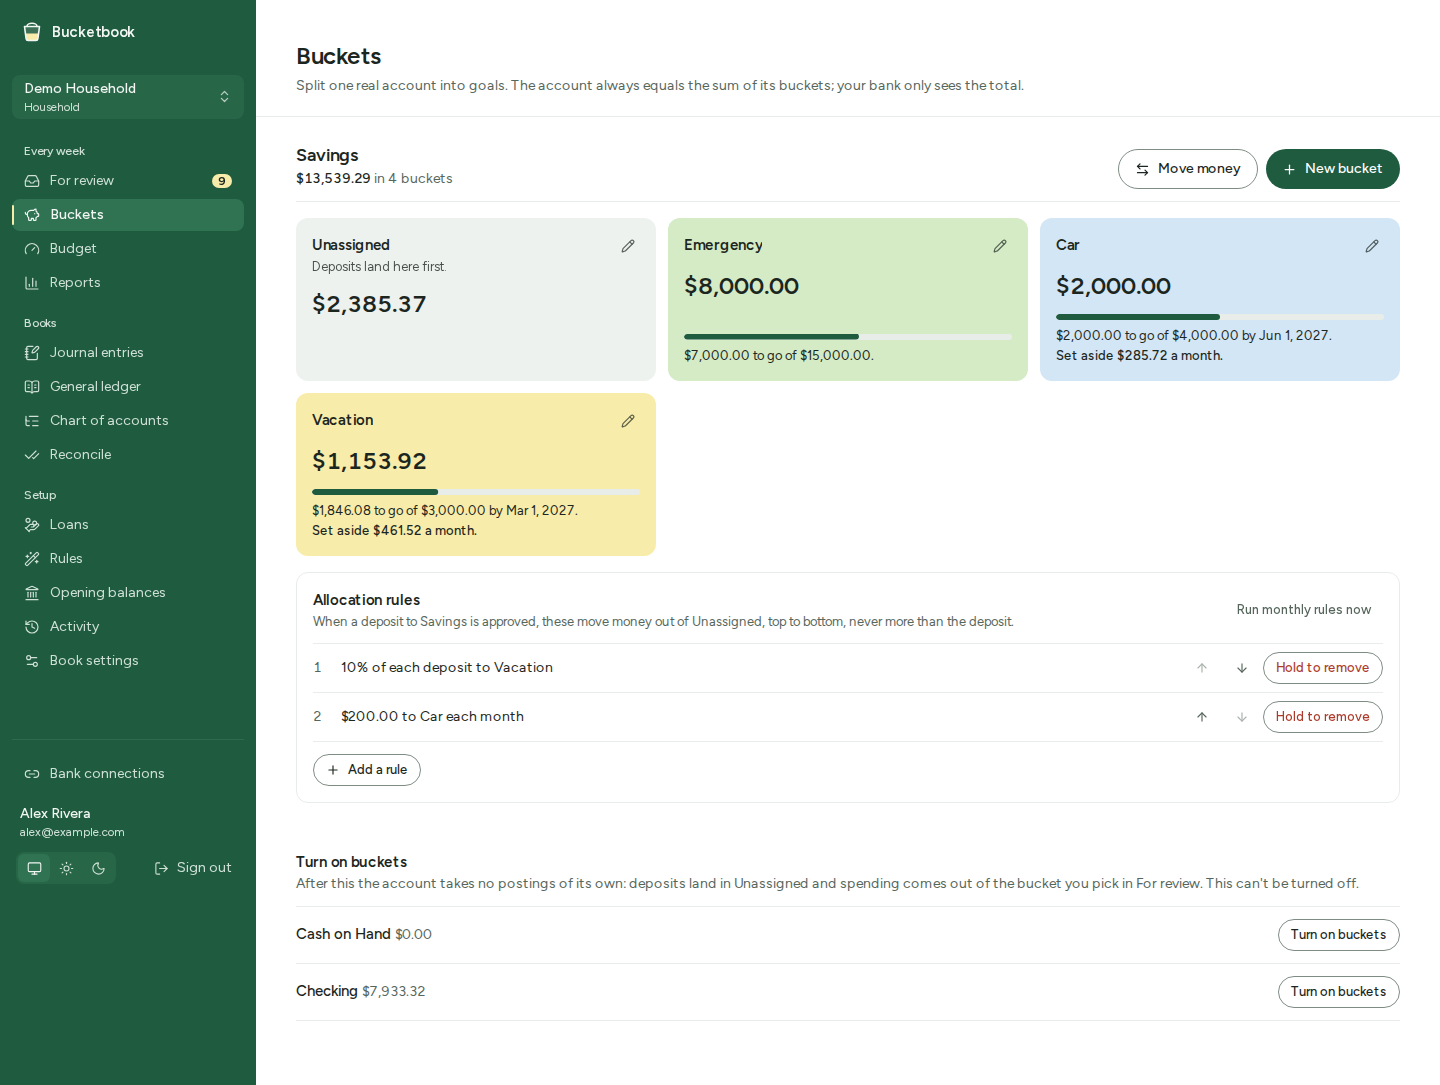 Bucketbook
Demo Household
Household
Every week
For review 9
Buckets
Budget
Reports
Books
Journal entries
General ledger
Chart of accounts
Reconcile
Setup
Loans
Rules
Opening balances
Activity
Book settings
Bank connections
Alex Rivera
alex@example.com
Sign out
Buckets
Split one real account into goals. The account always equals the sum of its buckets; your bank only sees the total.
Savings
$13,539.29 in 4 buckets
Move money
New bucket
Unassigned
Deposits land here first.
$2,385.37
Emergency
$8,000.00
$7,000.00 to go of $15,000.00.
Car
$2,000.00
$2,000.00 to go of $4,000.00 by Jun 1, 2027.
Set aside $285.72 a month.
Vacation
$1,153.92
$1,846.08 to go of $3,000.00 by Mar 1, 2027.
Set aside $461.52 a month.
Allocation rules
When a deposit to Savings is approved, these move money out of Unassigned, top to bottom, never more than the deposit.
Run monthly rules now
1 10% of each deposit to Vacation Hold to remove
2 $200.00 to Car each month Hold to remove
Add a rule
Turn on buckets
After this the account takes no postings of its own: deposits land in Unassigned and spending comes out of the bucket you pick in For review. This can't be turned off.
Cash on Hand $0.00 Turn on buckets
Checking $7,933.32 Turn on buckets